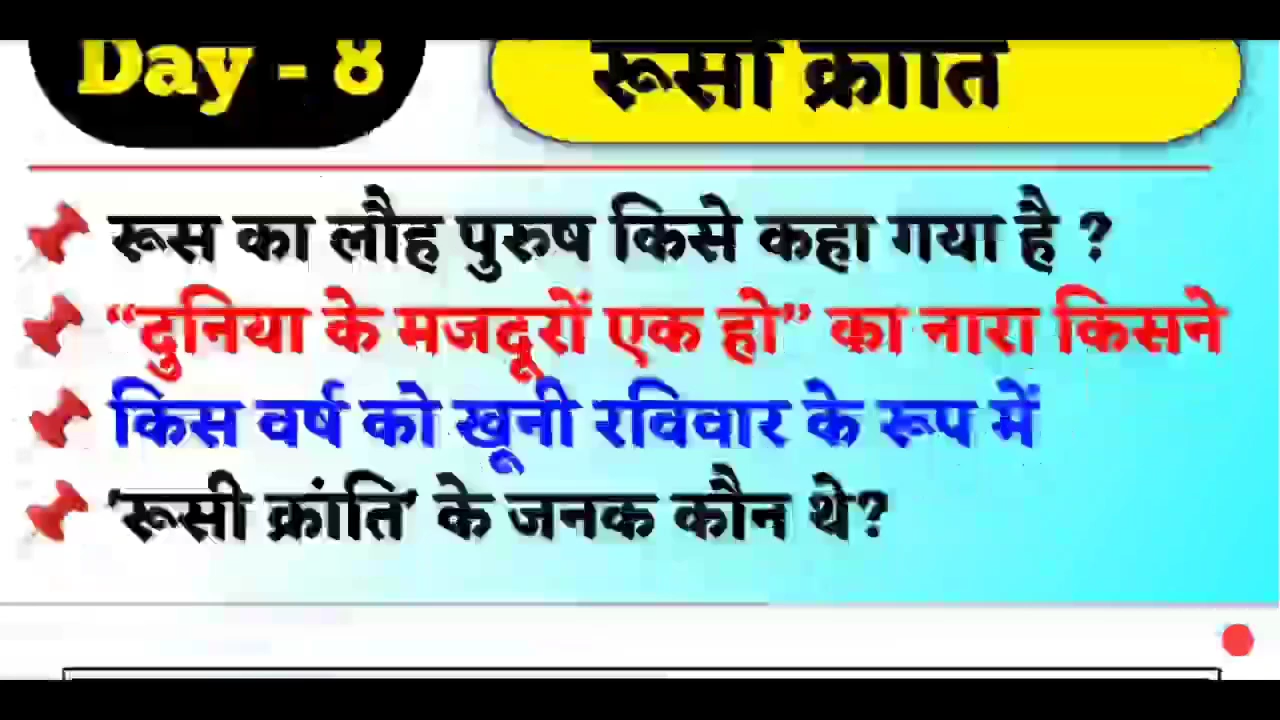 Day - 8
रूसी क्रांति
रूस का लौह पुरुष किसे कहा गया है ?
“दुनिया के मजदूरों एक हो” का नारा किसने
किस वर्ष को खूनी रविवार के रूप में
'रूसी क्रांति' के जनक कौन थे?